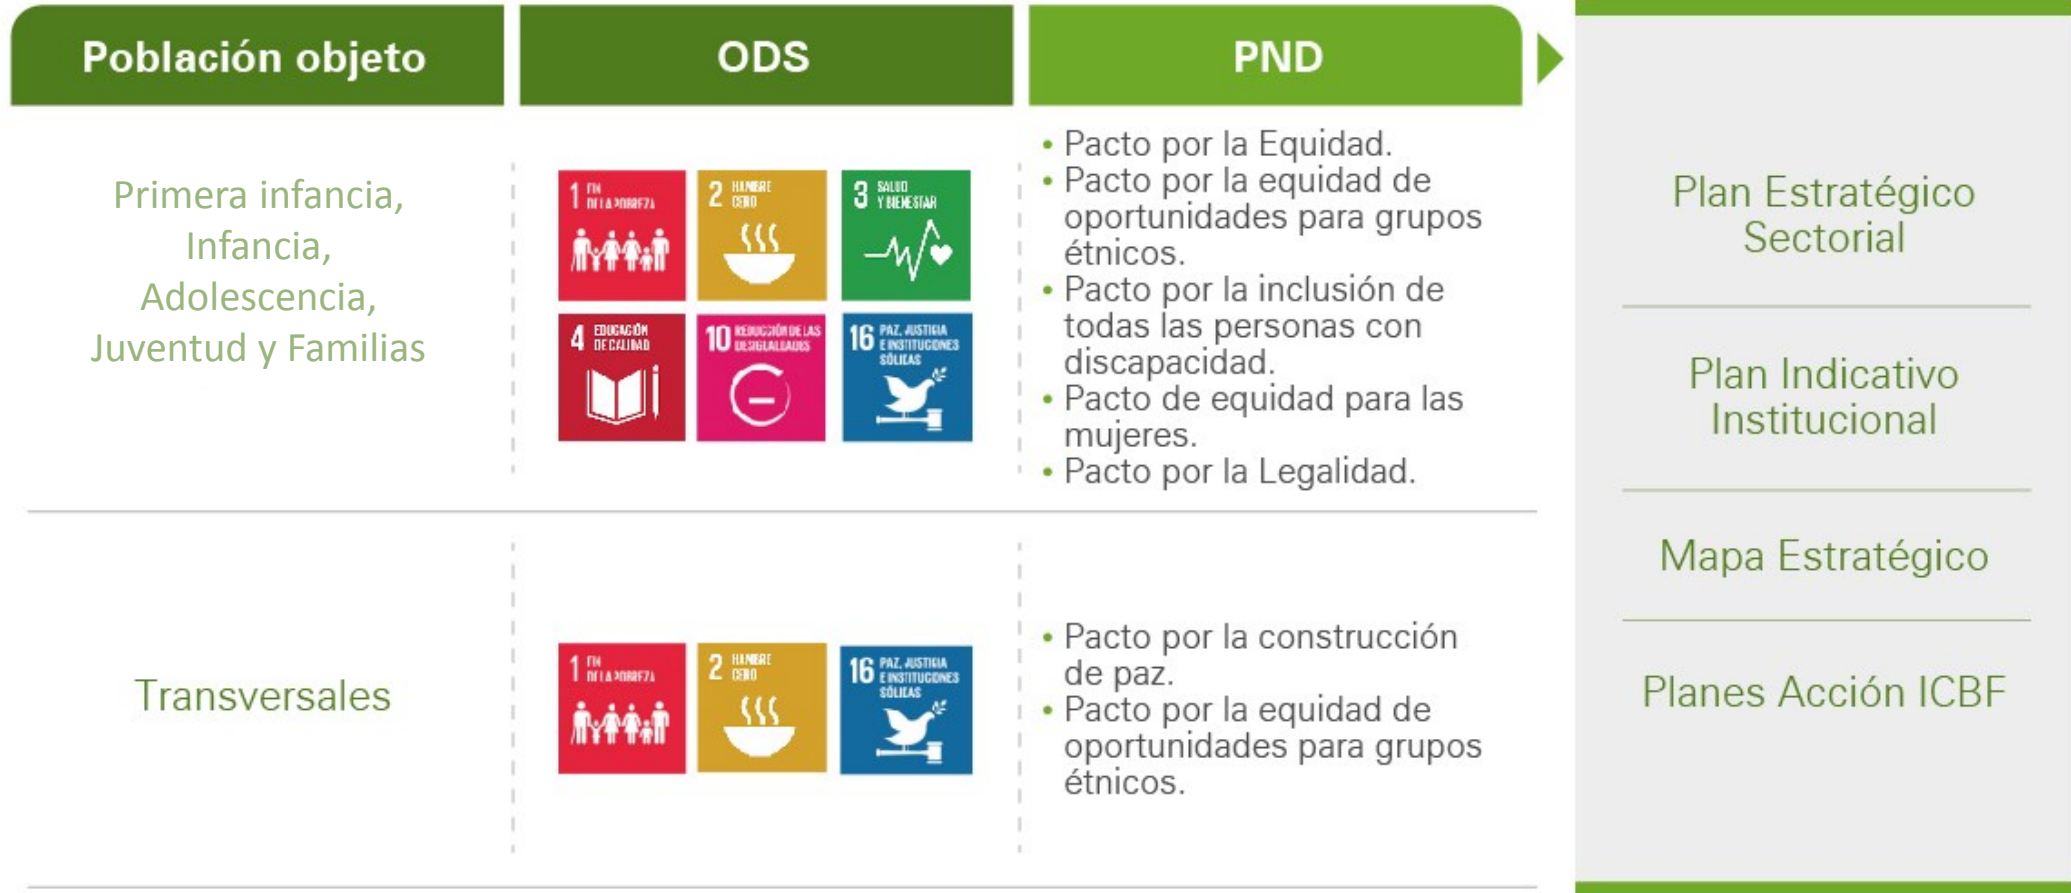 Población objeto
ODS
PND
Primera infancia,
Infancia,
Adolescencia,
Juventud y Familias
1 FIN
DE LA POBREZA
2 HAMBRE
CERO
3 SALUD
Y BIENESTAR
4 EDUCACIÓN
DE CALIDAD
10 REDUCCIÓN DE LAS
DESIGUALDADES
16 PAZ, JUSTICIA
E INSTITUCIONES
SÓLIDAS
• Pacto por la Equidad.
• Pacto por la equidad de
oportunidades para grupos
étnicos.
• Pacto por la inclusión de
todas las personas con
discapacidad.
• Pacto de equidad para las
mujeres.
• Pacto por la Legalidad.
Transversales
1 FIN
DE LA POBREZA
2 HAMBRE
CERO
16 PAZ, JUSTICIA
E INSTITUCIONES
SÓLIDAS
• Pacto por la construcción
de paz.
• Pacto por la equidad de
oportunidades para grupos
étnicos.
Plan Estratégico
Sectorial
Plan Indicativo
Institucional
Mapa Estratégico
Planes Acción ICBF